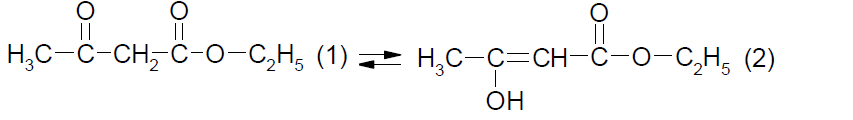 O O O
H₃C–C–CH₂–C–O–C₂H₅ (1) ⇌ H₃C–C=CH–C–O–C₂H₅ (2)
OH